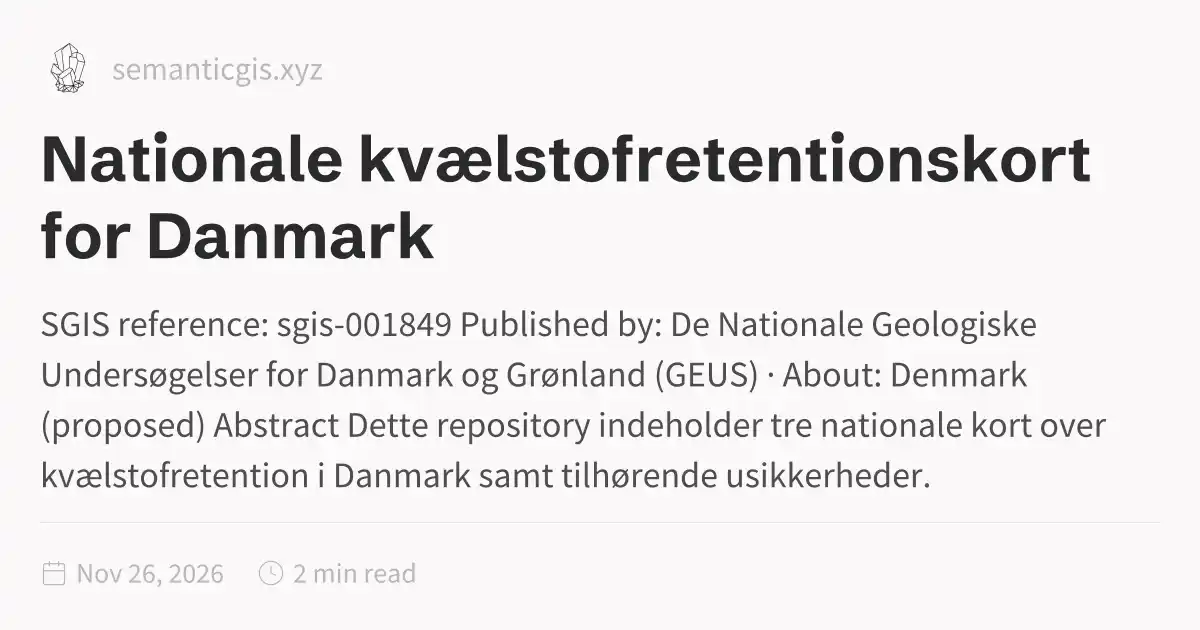 semanticgis.xyz
Nationale kvælstofretentionskort
for Danmark
SGIS reference: sgis-001849 Published by: De Nationale Geologiske
Undersøgelser for Danmark og Grønland (GEUS) · About: Denmark
(proposed) Abstract Dette repository indeholder tre nationale kort over
kvælstofretention i Danmark samt tilhørende usikkerheder.
Nov 26, 2026 2 min read